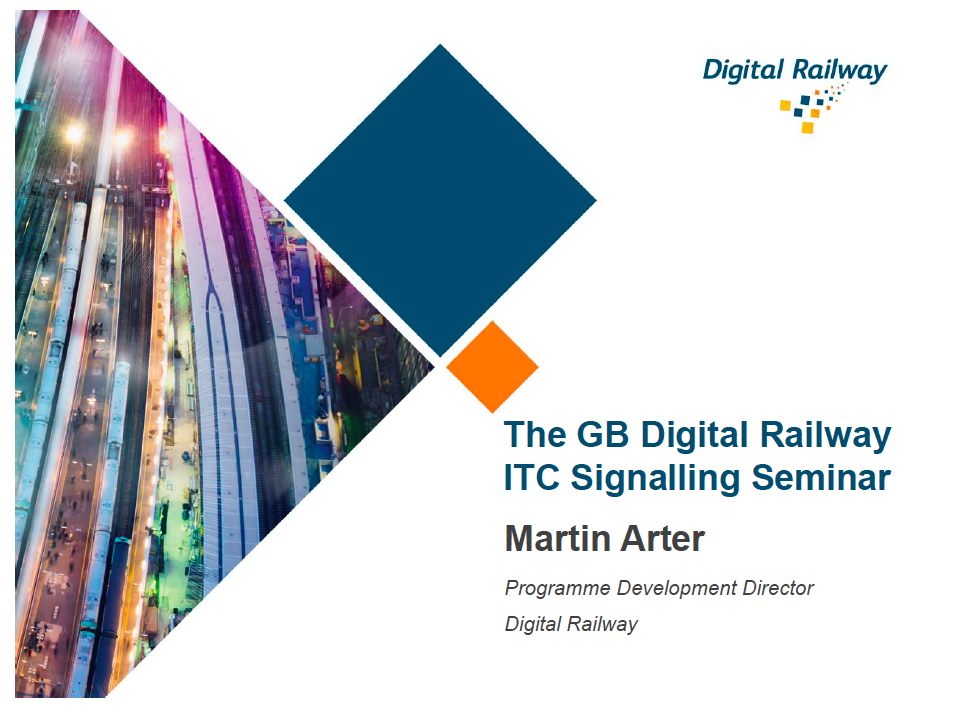 Digital Railway
The GB Digital Railway
ITC Signalling Seminar
Martin Arter
Programme Development Director
Digital Railway